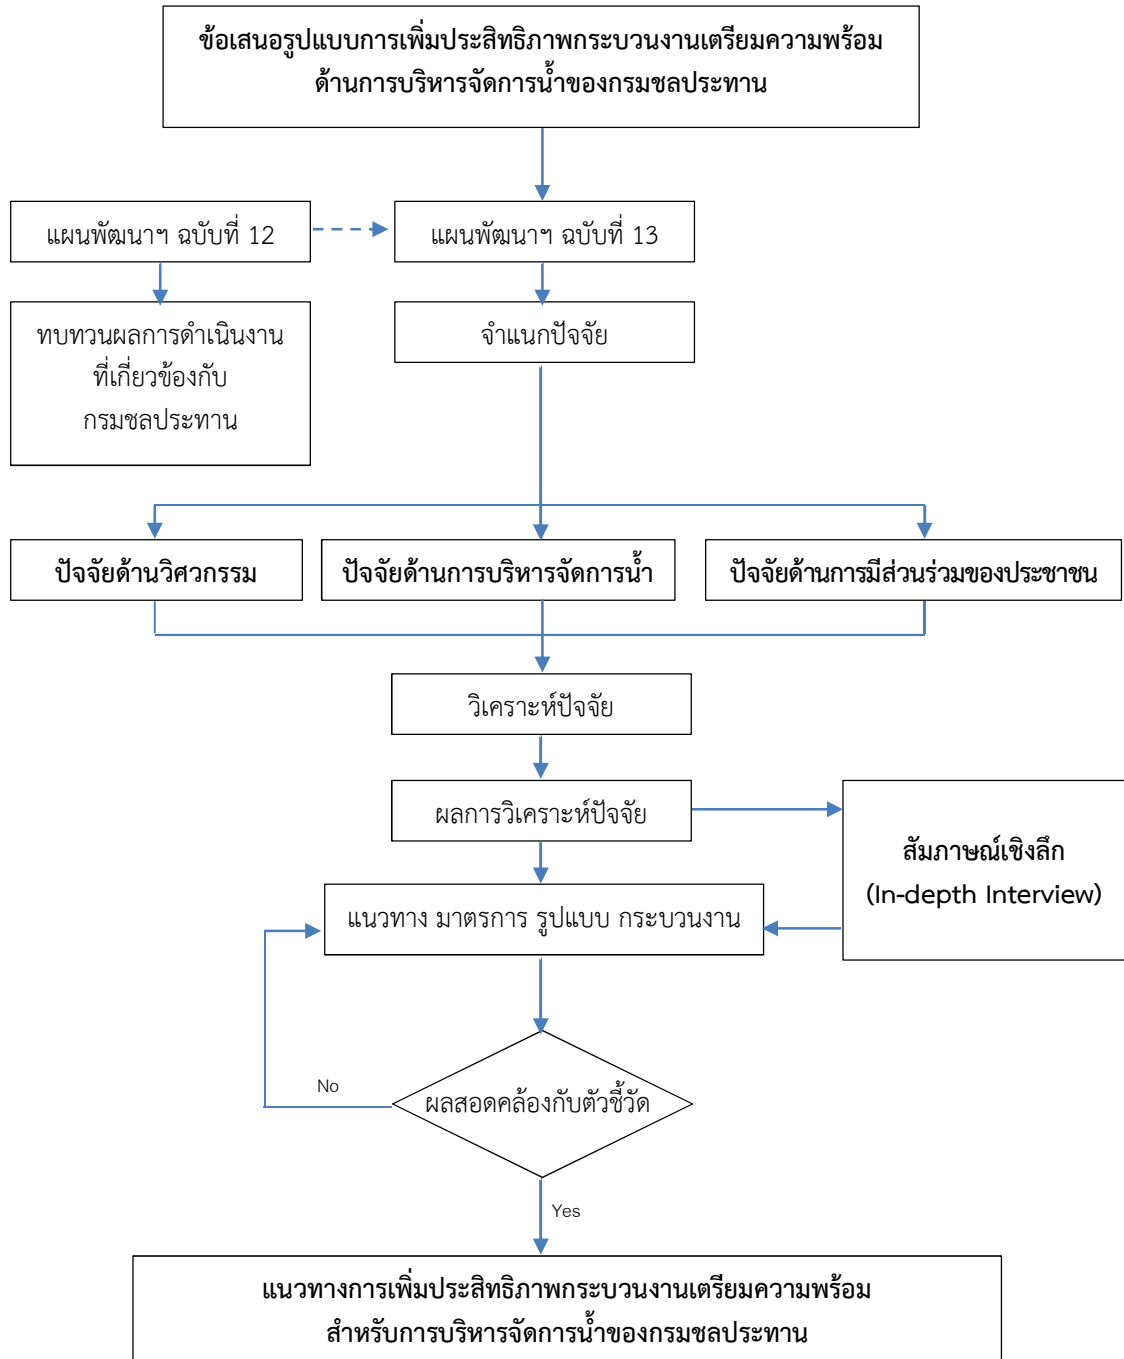 ข้อเสนอรูปแบบการเพิ่มประสิทธิภาพกระบวนงานเตรียมความพร้อม
ด้านการบริหารจัดการน้ำของกรมชลประทาน
แผนพัฒนาฯ ฉบับที่ 12
แผนพัฒนาฯ ฉบับที่ 13
ทบทวนผลการดำเนินงาน
ที่เกี่ยวข้องกับ
กรมชลประทาน
จำแนกปัจจัย
ปัจจัยด้านวิศวกรรม
ปัจจัยด้านการบริหารจัดการน้ำ
ปัจจัยด้านการมีส่วนร่วมของประชาชน
วิเคราะห์ปัจจัย
ผลการวิเคราะห์ปัจจัย
สัมภาษณ์เชิงลึก
(In-depth Interview)
แนวทาง มาตรการ รูปแบบ กระบวนงาน
No
ผลสอดคล้องกับตัวชี้วัด
Yes
แนวทางการเพิ่มประสิทธิภาพกระบวนงานเตรียมความพร้อม
สำหรับการบริหารจัดการน้ำของกรมชลประทาน